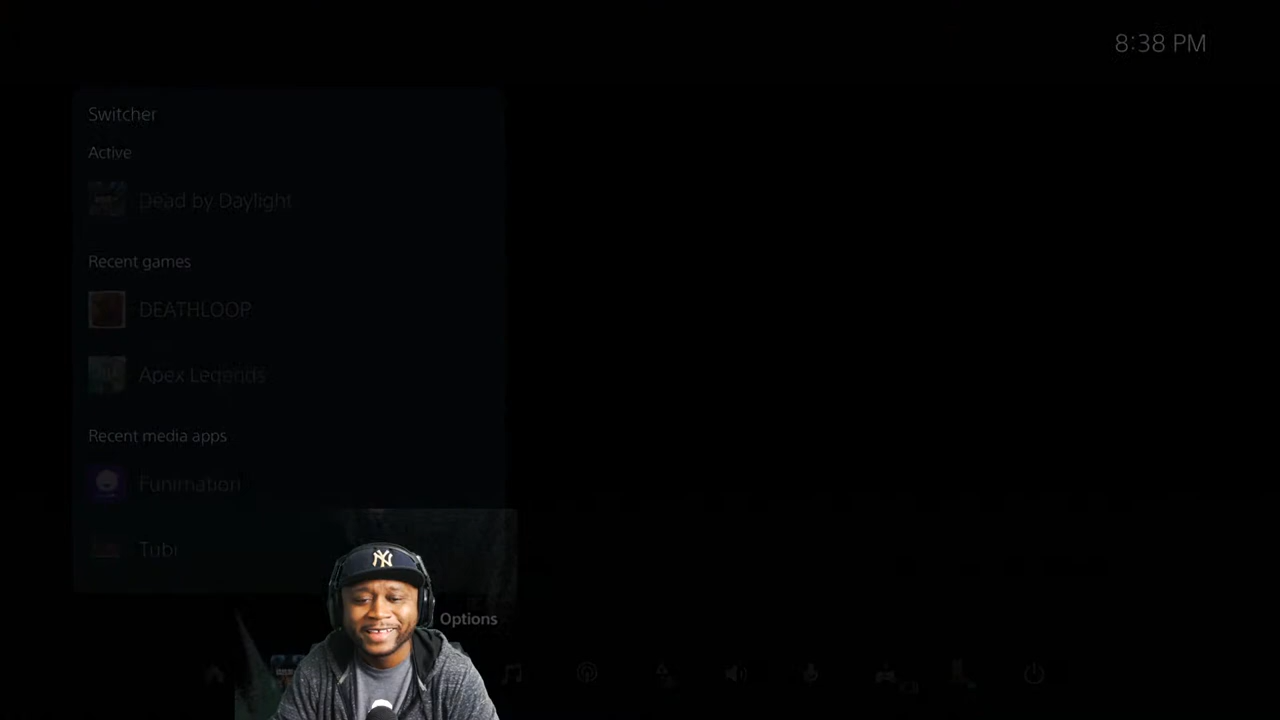 8:38 PM
Switcher
Active
Dead by Daylight
Recent games
DEATHLOOP
Apex Legends
Recent media apps
Funimation
Tubi
NY
Options